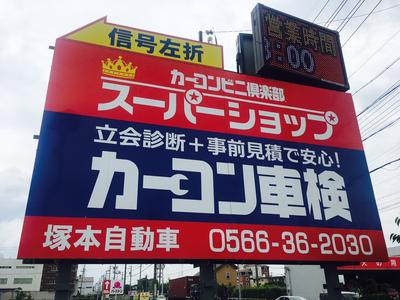 信号左折
営業時間
8:00
カーコンビニ倶楽部
スーパーショップ
立会診断+事前見積で安心!
カーコン車検
塚本自動車 0566-36-2030